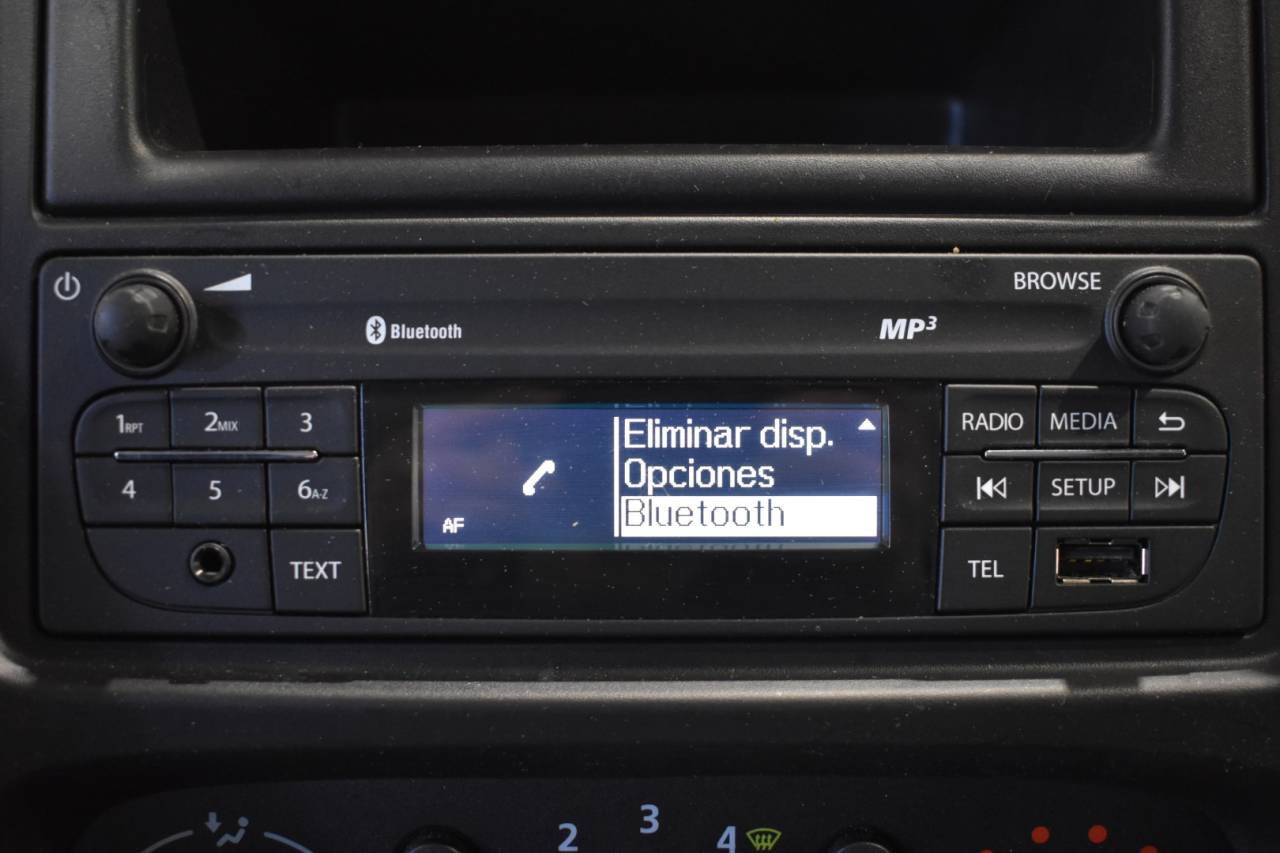 BROWSE
Bluetooth
MP3
1RPT
2MIX
3
4
5
6A-Z
TEXT
Eliminar disp.
Opciones
Bluetooth
AF
RADIO
MEDIA
SETUP
TEL
2
3
4